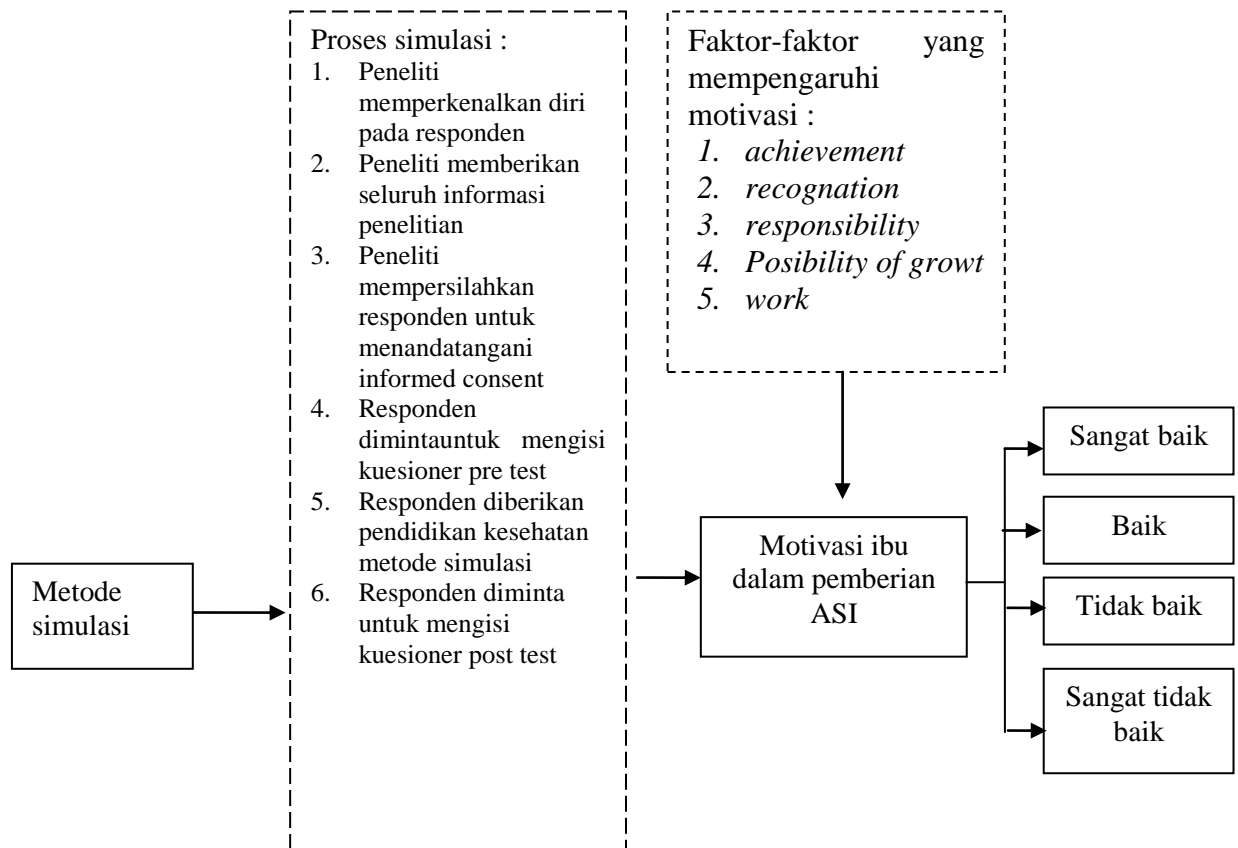 Proses simulasi :
1. Peneliti
memperkenalkan diri
pada responden
2. Peneliti memberikan
seluruh informasi
penelitian
3. Peneliti
mempersilahkan
responden untuk
menandatangani
informed consent
4. Responden
dimintauntuk mengisi
kuesioner pre test
5. Responden diberikan
pendidikan kesehatan
metode simulasi
6. Responden diminta
untuk mengisi
kuesioner post test
Faktor-faktor yang
mempengaruhi
motivasi :
1. achievement
2. recognation
3. responsibility
4. Posibility of growt
5. work
Metode
simulasi
Motivasi ibu
dalam pemberian
ASI
Sangat baik
Baik
Tidak baik
Sangat tidak
baik